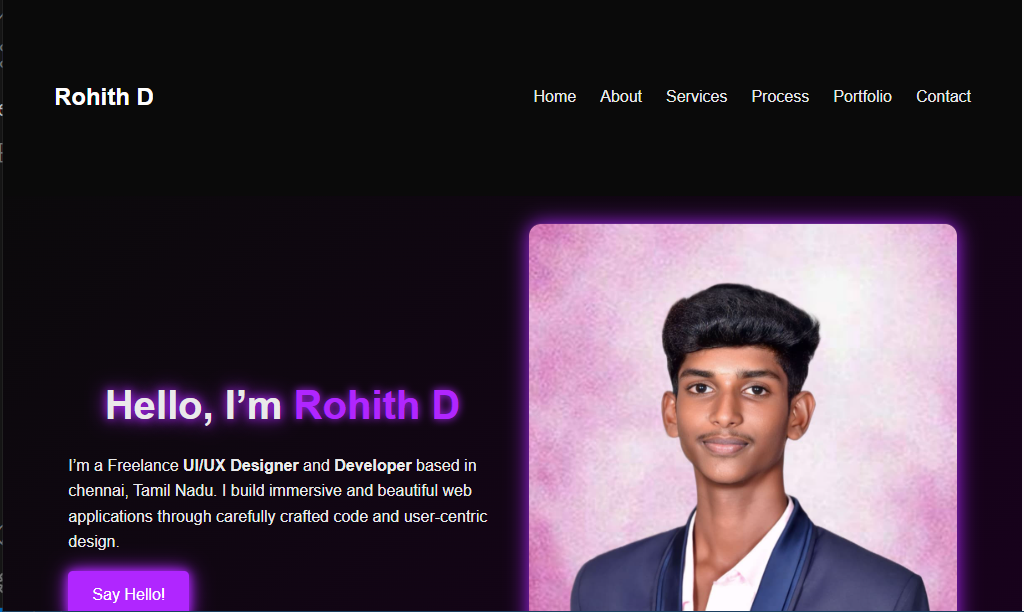 Rohith D
Home About Services Process Portfolio Contact
Hello, I’m Rohith D
I’m a Freelance UI/UX Designer and Developer based in
chennai, Tamil Nadu. I build immersive and beautiful web
applications through carefully crafted code and user-centric
design.
Say Hello!